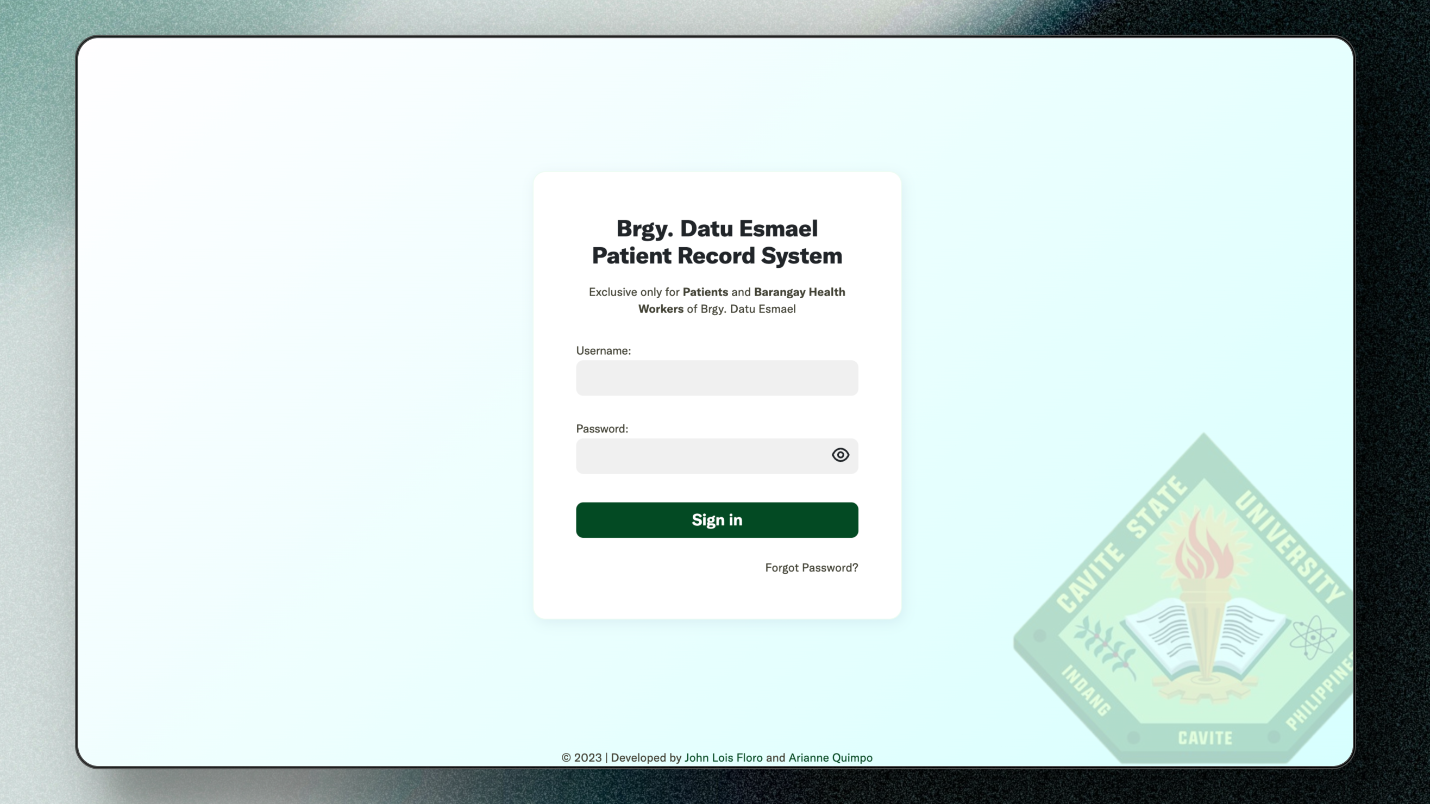 Brgy. Datu Esmael
Patient Record System
Exclusive only for Patients and Barangay Health
Workers of Brgy. Datu Esmael
Username:
Password:
Sign in
Forgot Password?
CAVITE STATE UNIVERSITY
INDANG
CAVITE
PHILIPPINE
© 2023 | Developed by John Lois Floro and Arianne Quimpo